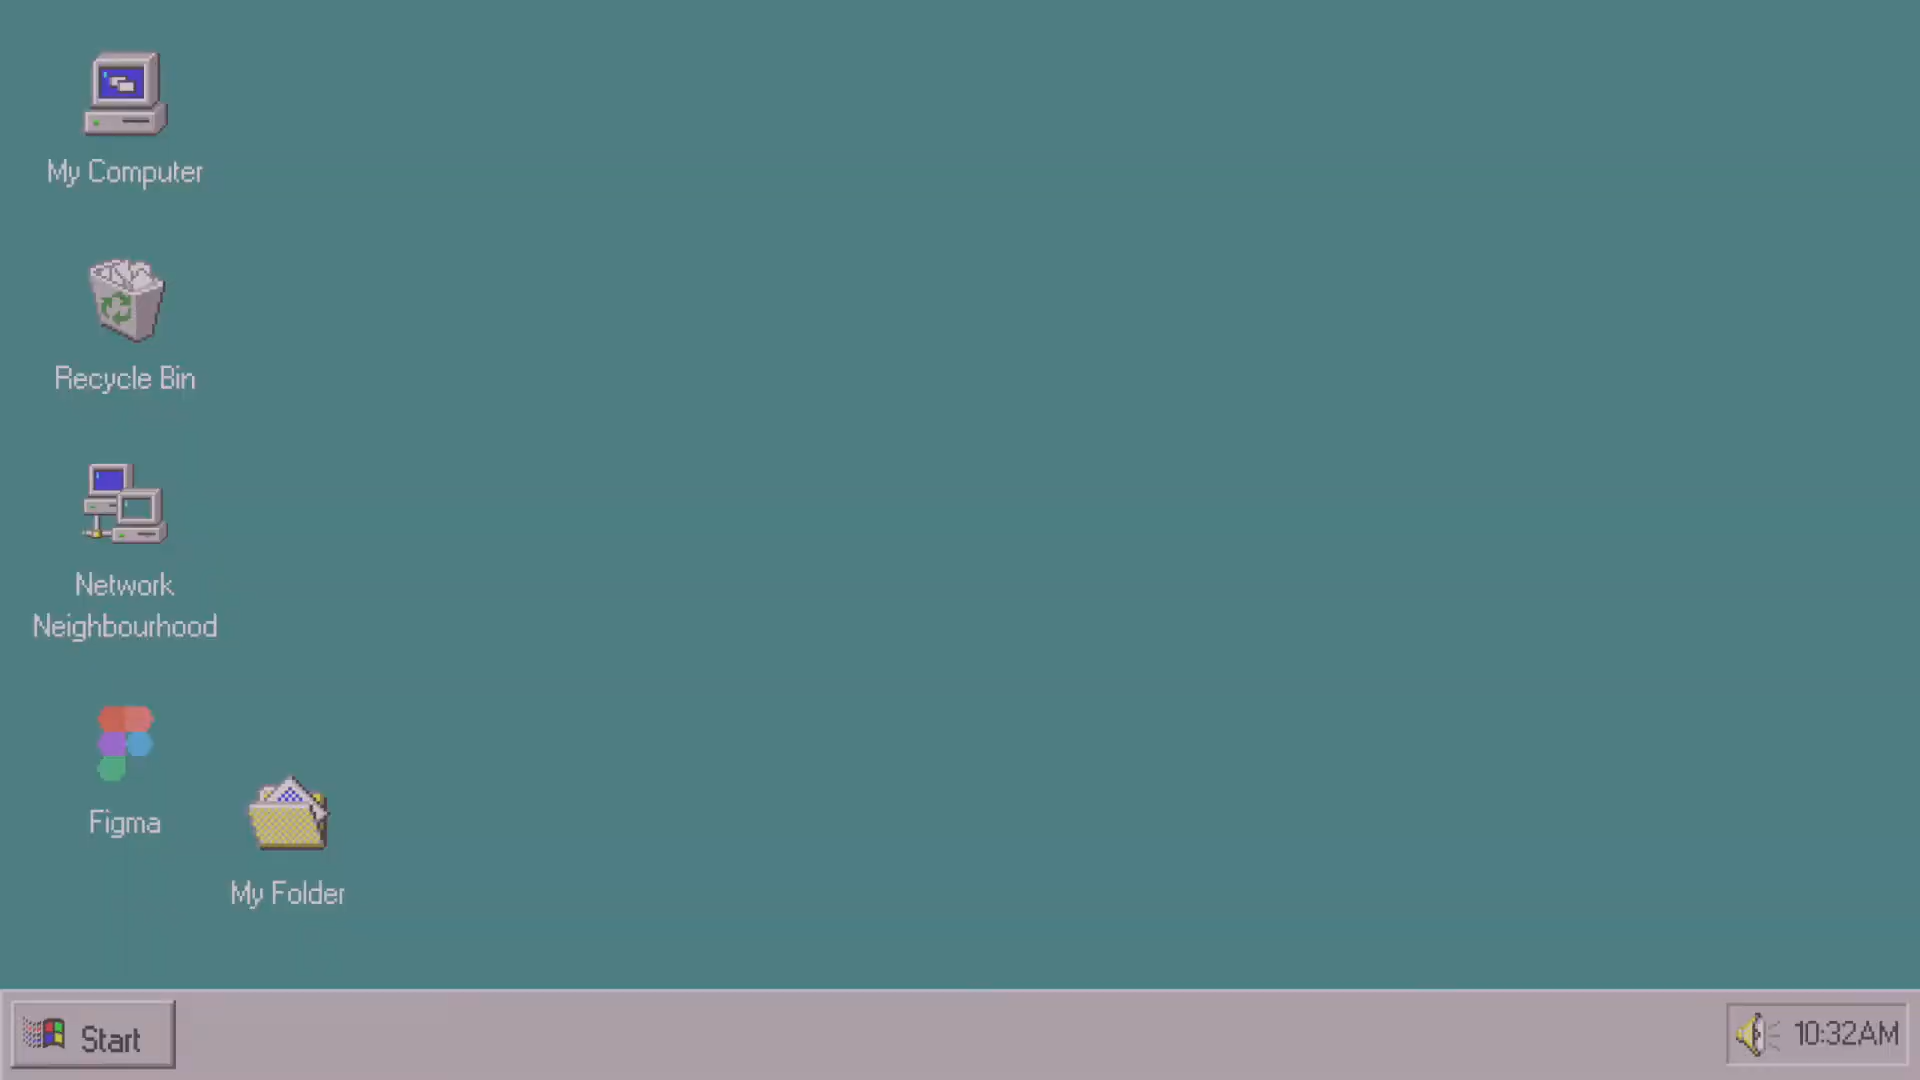 My Computer
Recycle Bin
Network
Neighbourhood
Figma
My Folder
Start
10:32AM